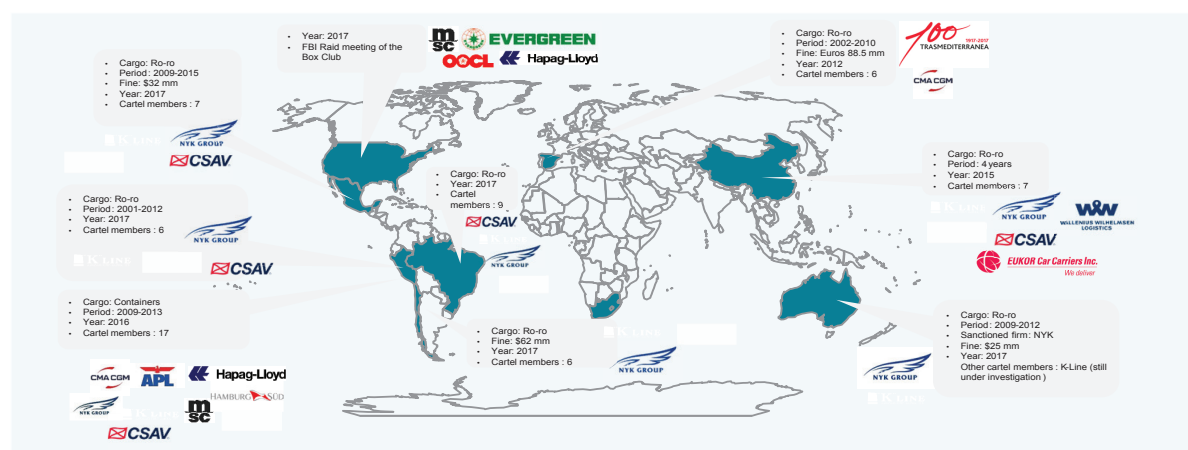 • Year: 2017
• FBI Raid meeting of the
Box Club
msc
EVERGREEN
OOCL
Hapag-Lloyd
• Cargo: Ro-ro
• Period: 2002-2010
• Fine: Euros 88.5 mm
• Year: 2012
• Cartel members : 6
100
1917-2017
TRASMEDITERRANEA
CMA CGM
• Cargo: Ro-ro
• Period: 2009-2015
• Fine: $32 mm
• Year: 2017
• Cartel members : 7
K LINE
NYK GROUP
CSAV
• Cargo: Ro-ro
• Period: 4 years
• Year: 2015
• Cartel members : 7
K LINE
NYK GROUP
WALLENIUS WILHELMSEN
LOGISTICS
CSAV
EUKOR Car Carriers Inc.
We deliver
• Cargo: Ro-ro
• Year: 2017
• Cartel
members : 9
CSAV
K LINE
NYK GROUP
• Cargo: Ro-ro
• Period: 2001-2012
• Year: 2017
• Cartel members : 6
NYK GROUP
K LINE
CSAV
• Cargo: Containers
• Period: 2009-2013
• Year: 2016
• Cartel members : 17
CMA CGM
APL
Hapag-Lloyd
HAMBURG SÜD
NYK GROUP
K LINE
msc
CSAV
• Cargo: Ro-ro
• Fine: $62 mm
• Year: 2017
• Cartel members : 6
K LINE
NYK GROUP
• Cargo: Ro-ro
• Period: 2009-2012
• Sanctioned firm: NYK
• Fine: $25 mm
• Year: 2017
Other cartel members : K-Line (still
under investigation )
NYK GROUP
K LINE